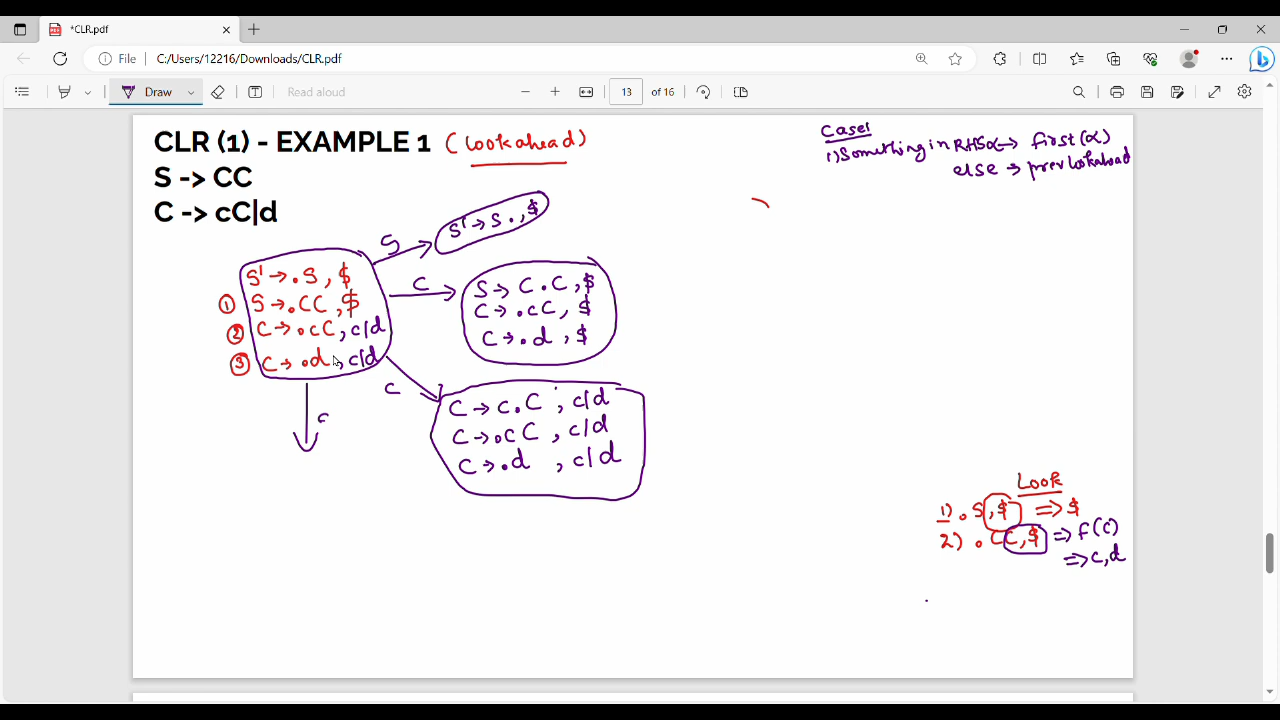 *CLR.pdf
File C:/Users/12216/Downloads/CLR.pdf
Draw Read aloud 13 of 16
CLR (1) - EXAMPLE 1 (lookahead)
S -> CC
C -> cC|d
Case1
1) Something in RHS α → first(α)
else → prev lookahead
S
S' → S . , $
S' → . S , $
① S → . CC , $
② C → . cC , c/d
③ C → . d , c/d
C
S → C . C , $
C → . cC , $
C → . d , $
c
C → c . C , c/d
C → . cC , c/d
C → . d , c/d
Look
1) . S , $ ⇒ $
2) . CC , $ ⇒ f(C)
⇒ c, d